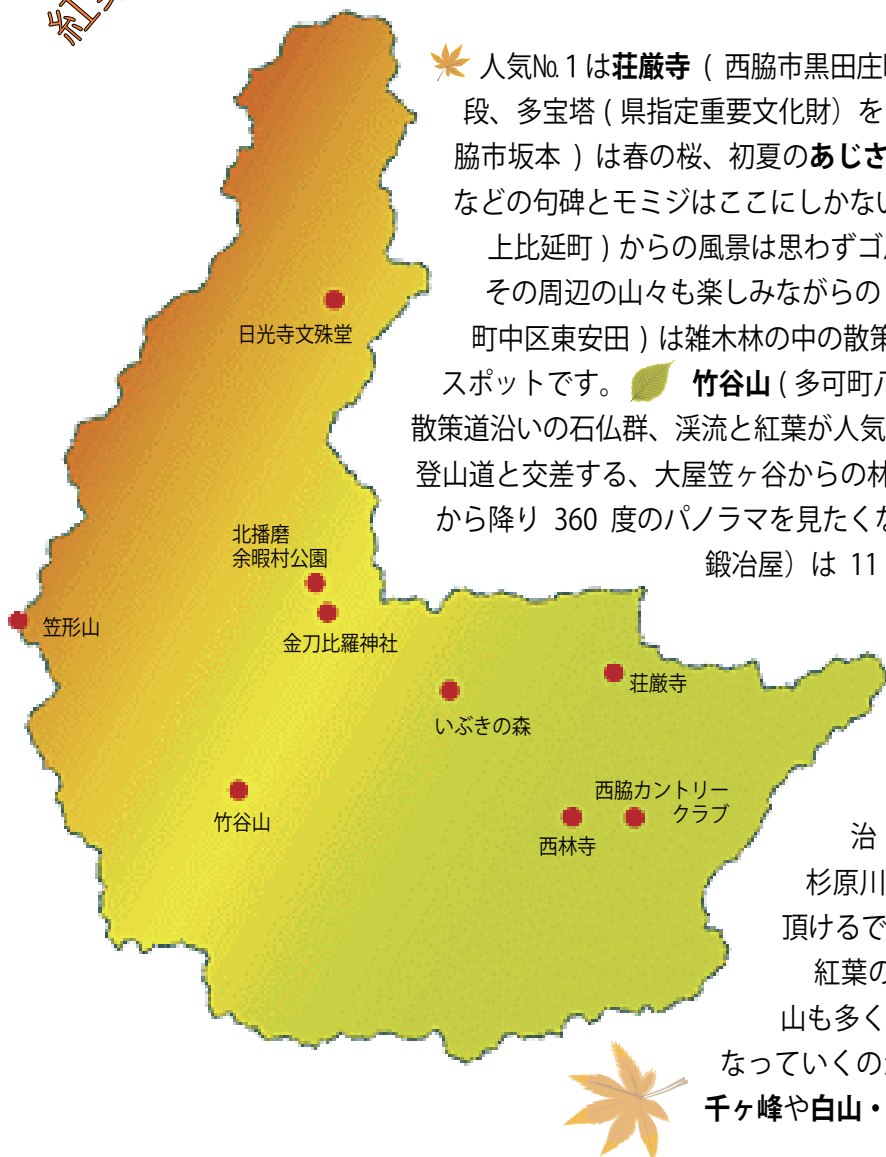 紅
人気No.1は荘厳寺 ( 西脇市黒田庄
段、多宝塔 ( 県指定重要文化財）を
脇市坂本 ) は春の桜、初夏のあじさ
などの句碑とモミジはここにしかない
上比延町 ) からの風景は思わずゴ
その周辺の山々も楽しみながらの
町中区東安田 ) は雑木林の中の散策
スポットです。 竹谷山 ( 多可町八
散策道沿いの石仏群、渓流と紅葉が人気
登山道と交差する、大屋笠ヶ谷からの林
から降り 360 度のパノラマを見たくな
鍛冶屋）は 11
日光寺文殊堂
北播磨
余暇村公園
笠形山
金刀比羅神社
荘厳寺
いぶきの森
西脇カントリー
クラブ
竹谷山
西林寺
治
杉原川
頂けるで
紅葉の
山も多く
なっていくの
千ヶ峰や白山・